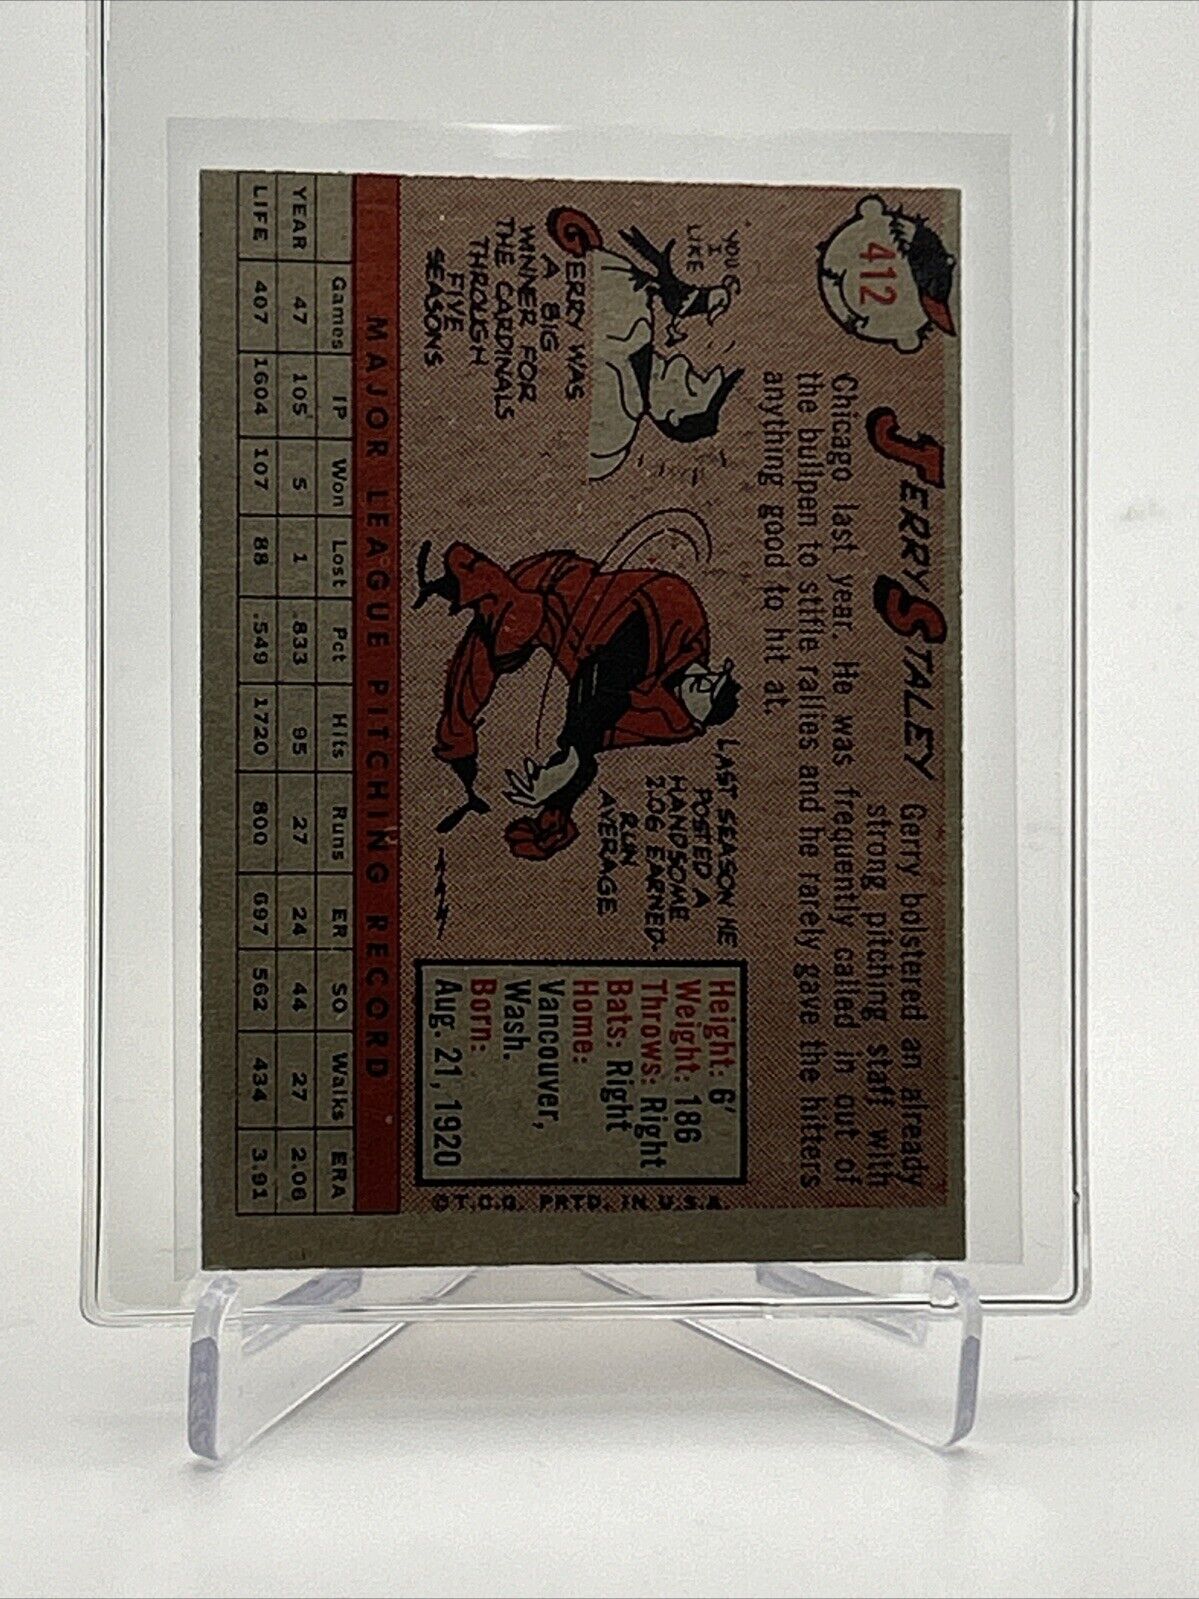 412
JERRY STALEY
Gerry bolstered an already
strong pitching staff with
Chicago last year. He was frequently called in out of
the bullpen to stifle rallies and he rarely gave the hitters
anything good to hit at.
YOU
I
LIKE
GERRY WAS
A BIG
WINNER FOR
THE CARDINALS
THROUGH
FIVE
SEASONS
LAST SEASON HE
POSTED A
HANDSOME
2.06 EARNED-
RUN
AVERAGE
Height: 6'
Weight: 186
Throws: Right
Bats: Right
Home:
Vancouver,
Wash.
Born:
Aug. 21, 1920
©T.C.G. PRTD. IN U.S.A.
MAJOR LEAGUE PITCHING RECORD
Games IP Won Lost Pct Hits Runs ER SO Walks ERA
YEAR 47 105 5 1 .833 95 27 24 44 27 2.06
LIFE 407 1604 107 88 .549 1720 800 697 562 434 3.91